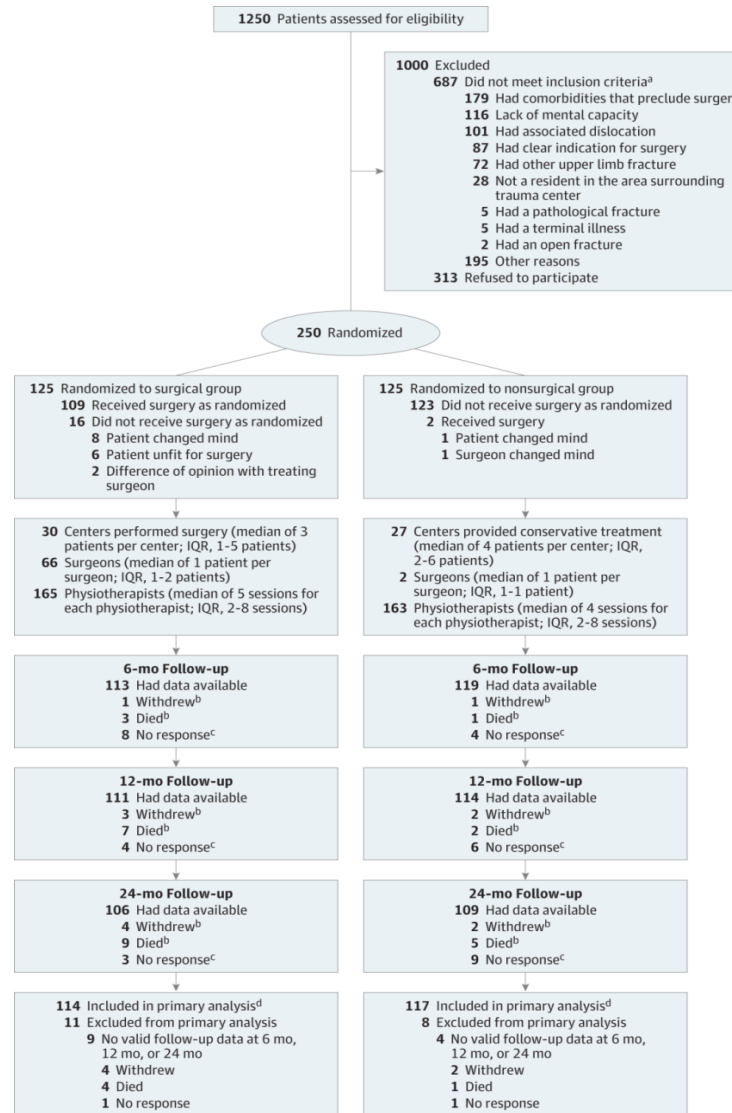 1250 Patients assessed for eligibility
1000 Excluded
687 Did not meet inclusion criteriaa
179 Had comorbidities that preclude surger
116 Lack of mental capacity
101 Had associated dislocation
87 Had clear indication for surgery
72 Had other upper limb fracture
28 Not a resident in the area surrounding
trauma center
5 Had a pathological fracture
5 Had a terminal illness
2 Had an open fracture
195 Other reasons
313 Refused to participate
250 Randomized
125 Randomized to surgical group
109 Received surgery as randomized
16 Did not receive surgery as randomized
8 Patient changed mind
6 Patient unfit for surgery
2 Difference of opinion with treating
surgeon
125 Randomized to nonsurgical group
123 Did not receive surgery as randomized
2 Received surgery
1 Patient changed mind
1 Surgeon changed mind
30 Centers performed surgery (median of 3
patients per center; IQR, 1-5 patients)
66 Surgeons (median of 1 patient per
surgeon; IQR, 1-2 patients)
165 Physiotherapists (median of 5 sessions for
each physiotherapist; IQR, 2-8 sessions)
27 Centers provided conservative treatment
(median of 4 patients per center; IQR,
2-6 patients)
2 Surgeons (median of 1 patient per
surgeon; IQR, 1-1 patient)
163 Physiotherapists (median of 4 sessions for
each physiotherapist; IQR, 2-8 sessions)
6-mo Follow-up
113 Had data available
1 Withdrewb
3 Diedb
8 No responsec
6-mo Follow-up
119 Had data available
1 Withdrewb
1 Diedb
4 No responsec
12-mo Follow-up
111 Had data available
3 Withdrewb
7 Diedb
4 No responsec
12-mo Follow-up
114 Had data available
2 Withdrewb
2 Diedb
6 No responsec
24-mo Follow-up
106 Had data available
4 Withdrewb
9 Diedb
3 No responsec
24-mo Follow-up
109 Had data available
2 Withdrewb
5 Diedb
9 No responsec
114 Included in primary analysisd
11 Excluded from primary analysis
9 No valid follow-up data at 6 mo,
12 mo, or 24 mo
4 Withdrew
4 Died
1 No response
117 Included in primary analysisd
8 Excluded from primary analysis
4 No valid follow-up data at 6 mo,
12 mo, or 24 mo
2 Withdrew
1 Died
1 No response